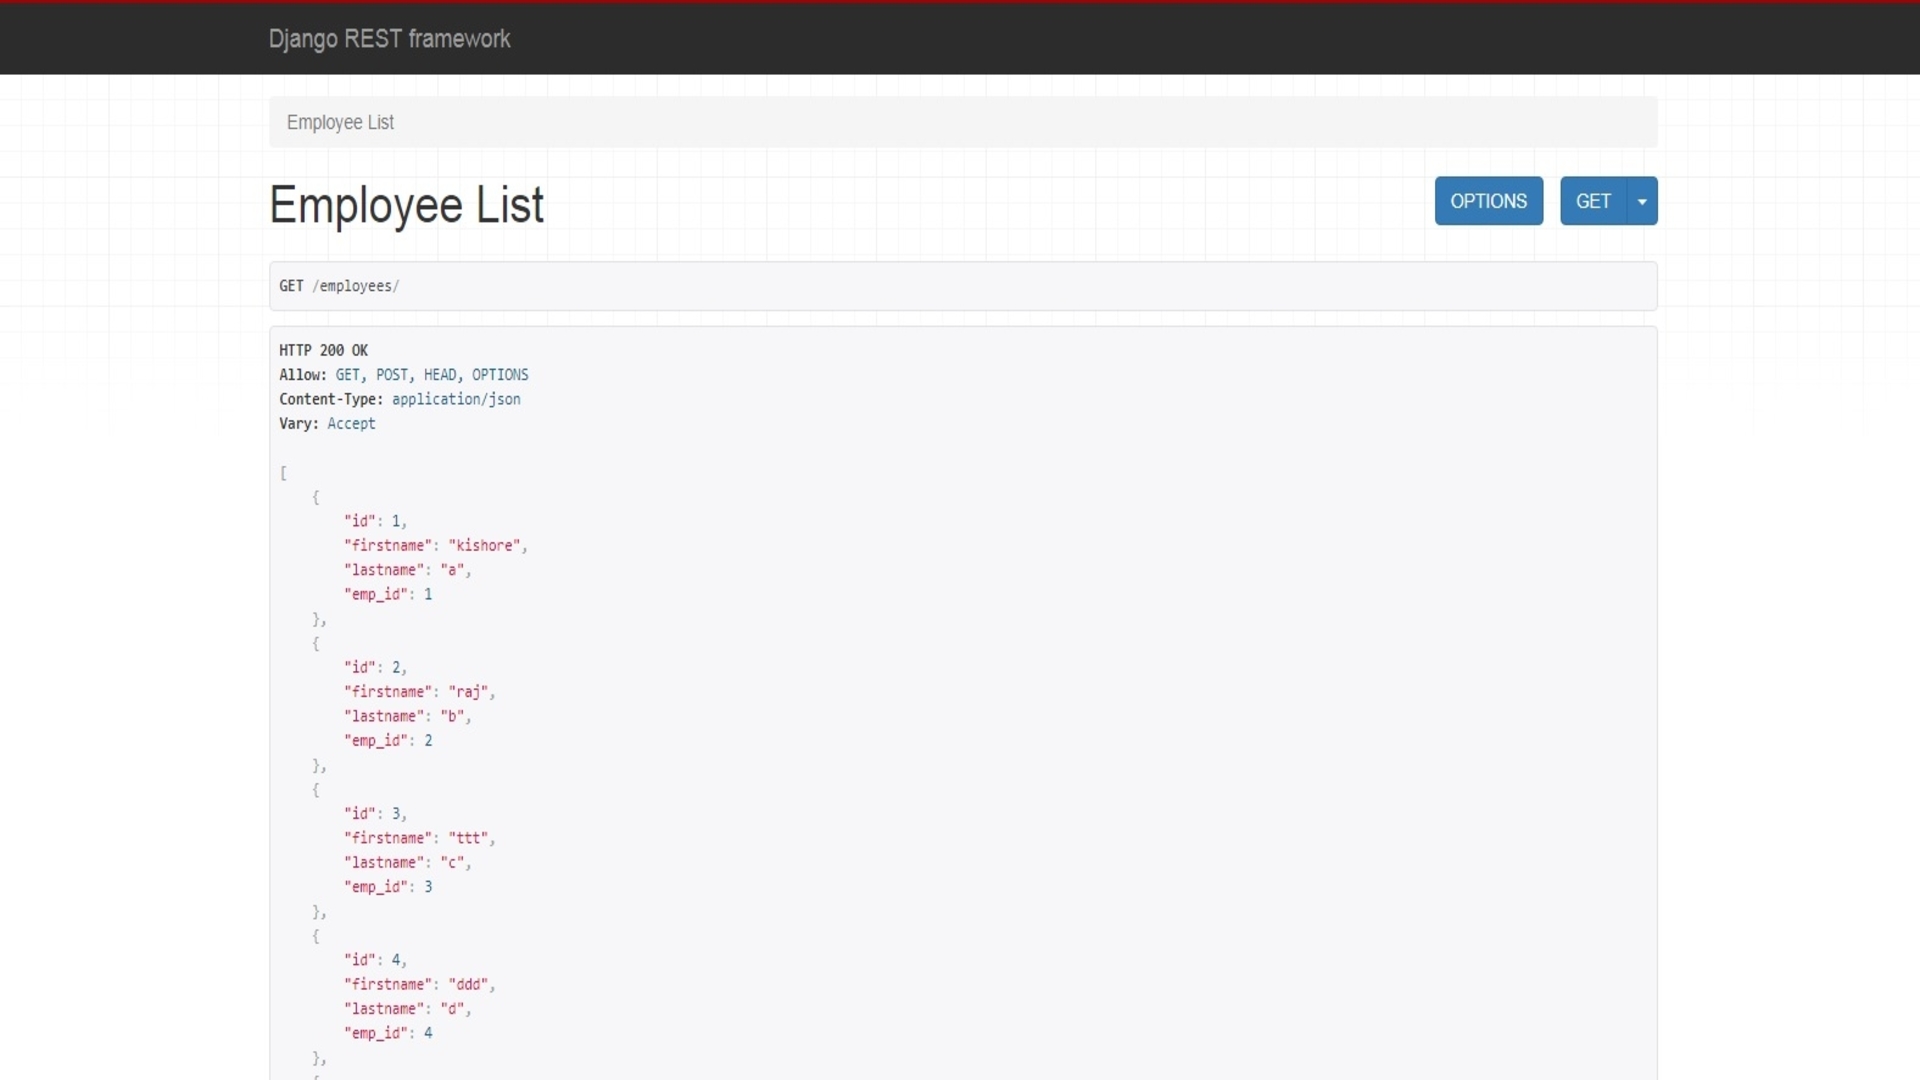 Django REST framework
Employee List
Employee List
OPTIONS
GET
GET /employees/
HTTP 200 OK
Allow: GET, POST, HEAD, OPTIONS
Content-Type: application/json
Vary: Accept
[
{
"id": 1,
"firstname": "kishore",
"lastname": "a",
"emp_id": 1
},
{
"id": 2,
"firstname": "raj",
"lastname": "b",
"emp_id": 2
},
{
"id": 3,
"firstname": "ttt",
"lastname": "c",
"emp_id": 3
},
{
"id": 4,
"firstname": "ddd",
"lastname": "d",
"emp_id": 4
},
{